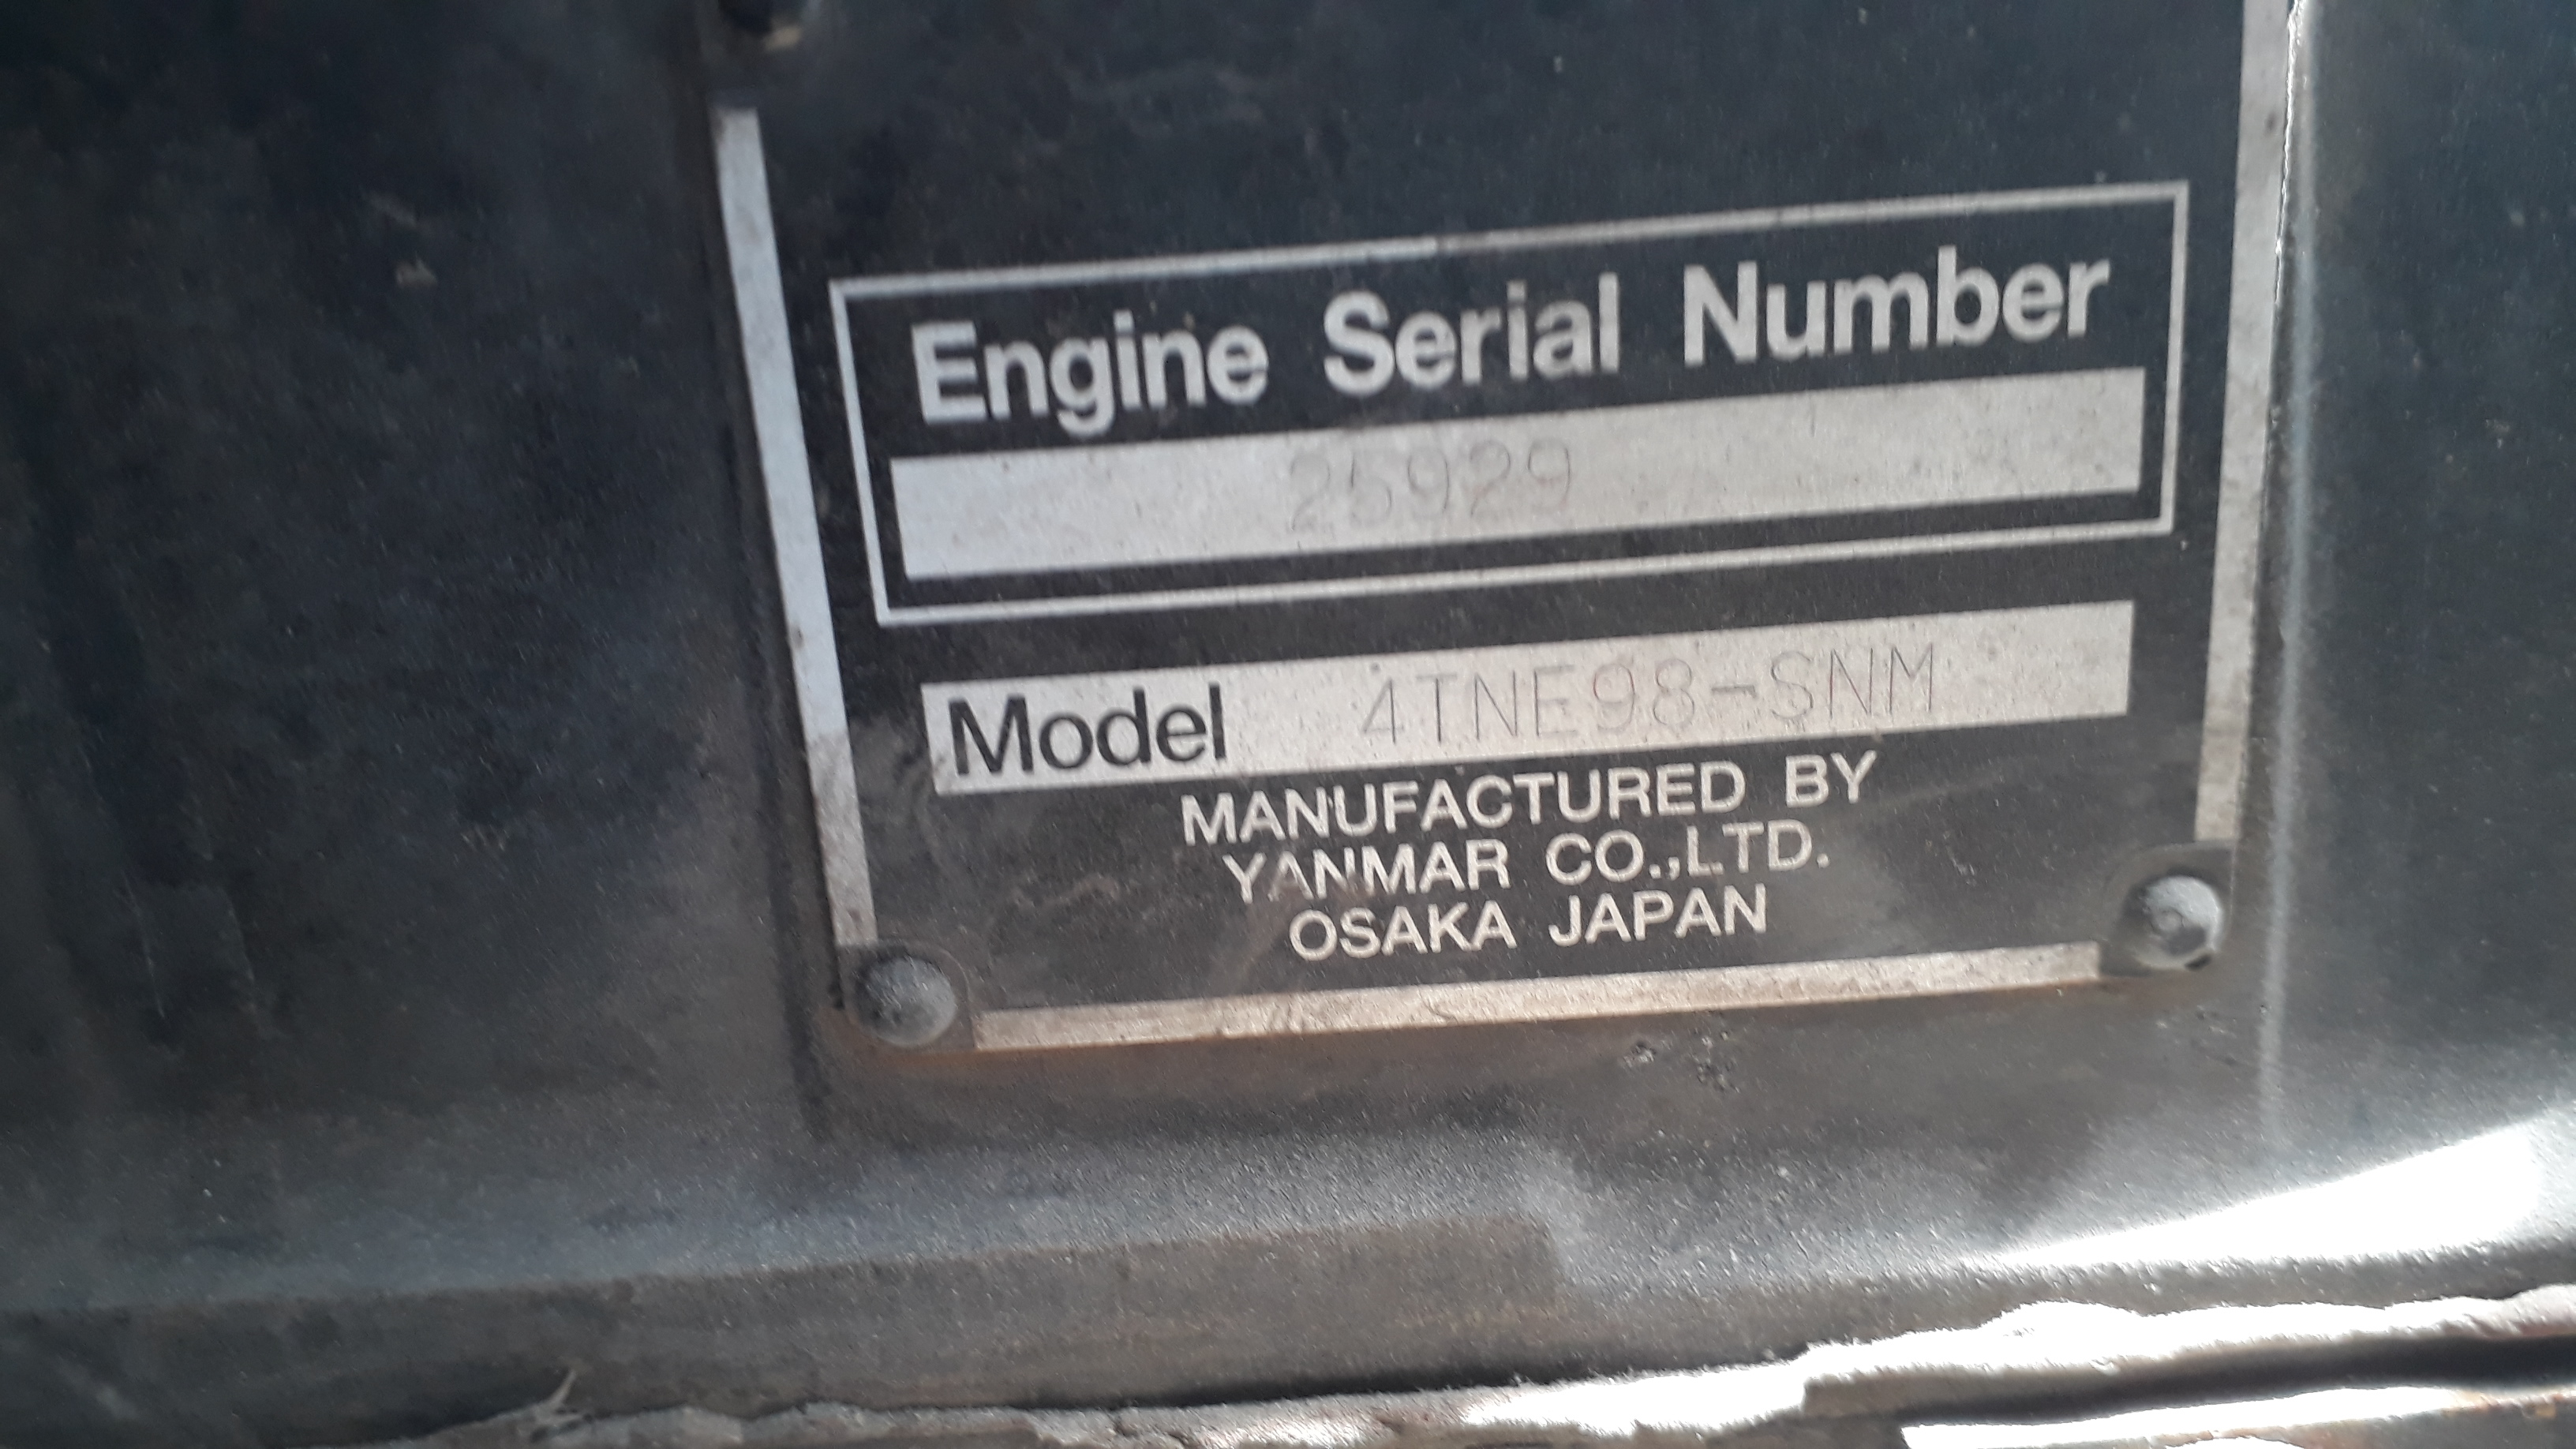 Engine Serial Number
25929
Model 4TNE98-SNM
MANUFACTURED BY
YANMAR CO.,LTD.
OSAKA JAPAN